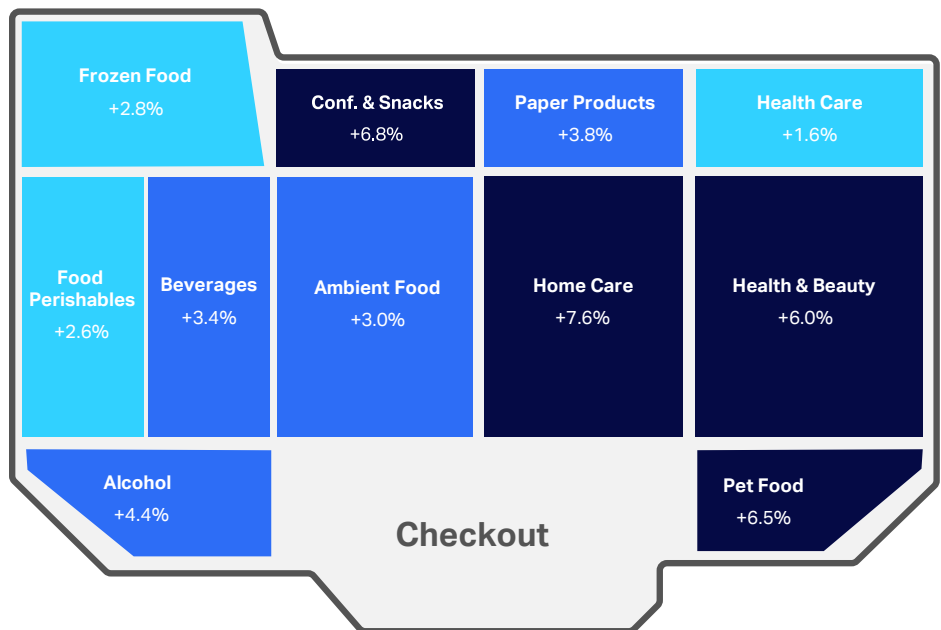 Frozen Food
+2.8%
Conf. & Snacks
+6.8%
Paper Products
+3.8%
Health Care
+1.6%
Food
Perishables
+2.6%
Beverages
+3.4%
Ambient Food
+3.0%
Home Care
+7.6%
Health & Beauty
+6.0%
Alcohol
+4.4%
Checkout
Pet Food
+6.5%